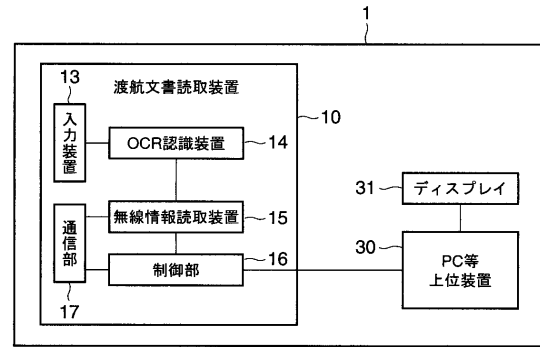 1
13
渡航文書読取装置
10
入力装置
OCR認識装置
14
31
ディスプレイ
通信部
無線情報読取装置
15
30
制御部
16
PC等
上位装置
17